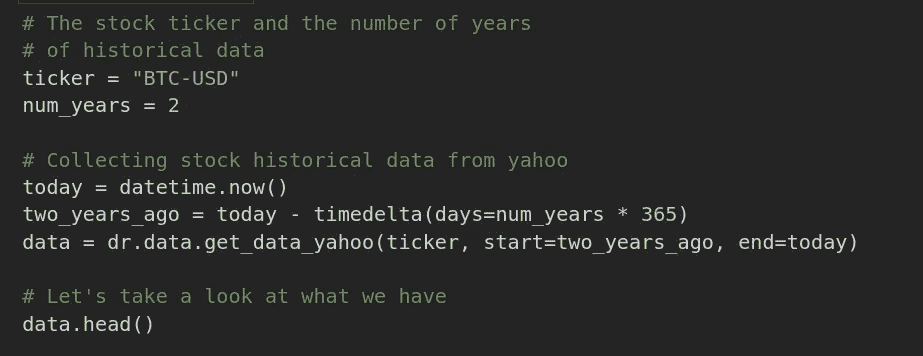 # The stock ticker and the number of years
# of historical data
ticker = "BTC-USD"
num_years = 2
# Collecting stock historical data from yahoo
today = datetime.now()
two_years_ago = today - timedelta(days=num_years * 365)
data = dr.data.get_data_yahoo(ticker, start=two_years_ago, end=today)
# Let's take a look at what we have
data.head()